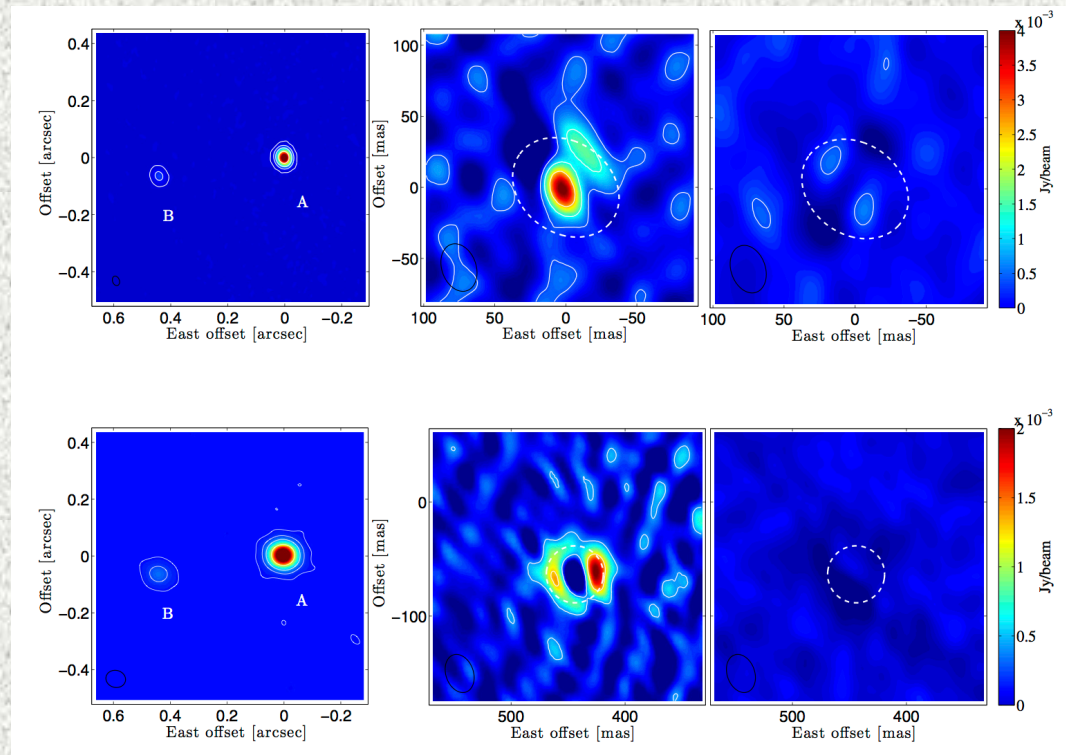 x 10⁻³
0.4
0.2
0
−0.2
−0.4
Offset [arcsec]
B
A
0.6
0.4
0.2
0
−0.2
East offset [arcsec]
100
50
0
−50
Offset [mas]
100
50
0
−50
East offset [mas]
100
50
0
−50
East offset [mas]
4
3.5
3
2.5
2
1.5
1
0.5
0
Jy/beam
x 10⁻³
0.4
0.2
0
−0.2
−0.4
Offset [arcsec]
B
A
0.6
0.4
0.2
0
−0.2
East offset [arcsec]
0
−100
Offset [mas]
500
400
East offset [mas]
500
400
East offset [mas]
2
1.5
1
0.5
0
Jy/beam